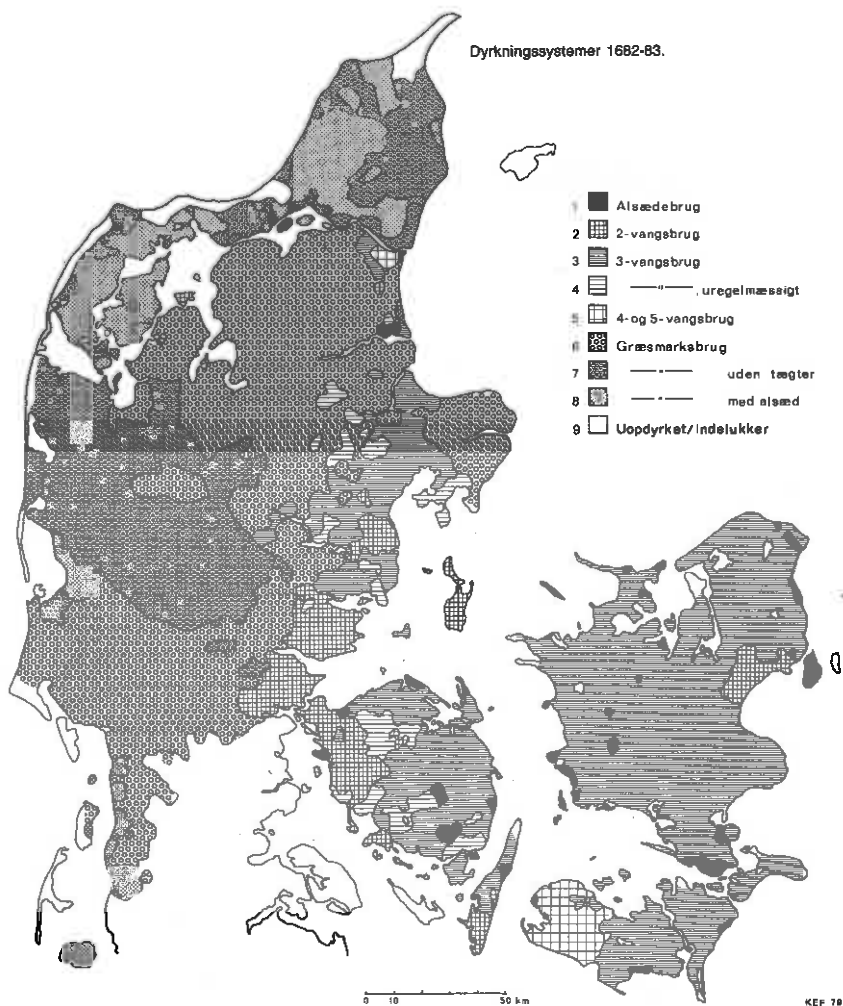 Dyrkningssystemer 1682-83.
1 Alsædebrug
2 2-vangsbrug
3 3-vangsbrug
4 —"— , uregelmæssigt
5 4-og 5-vangsbrug
6 Græsmarksbrug
7 —"— uden tægter
8 —"— med alsæd
9 Uopdyrket/Indelukker
0 10 50 km
KEF 79